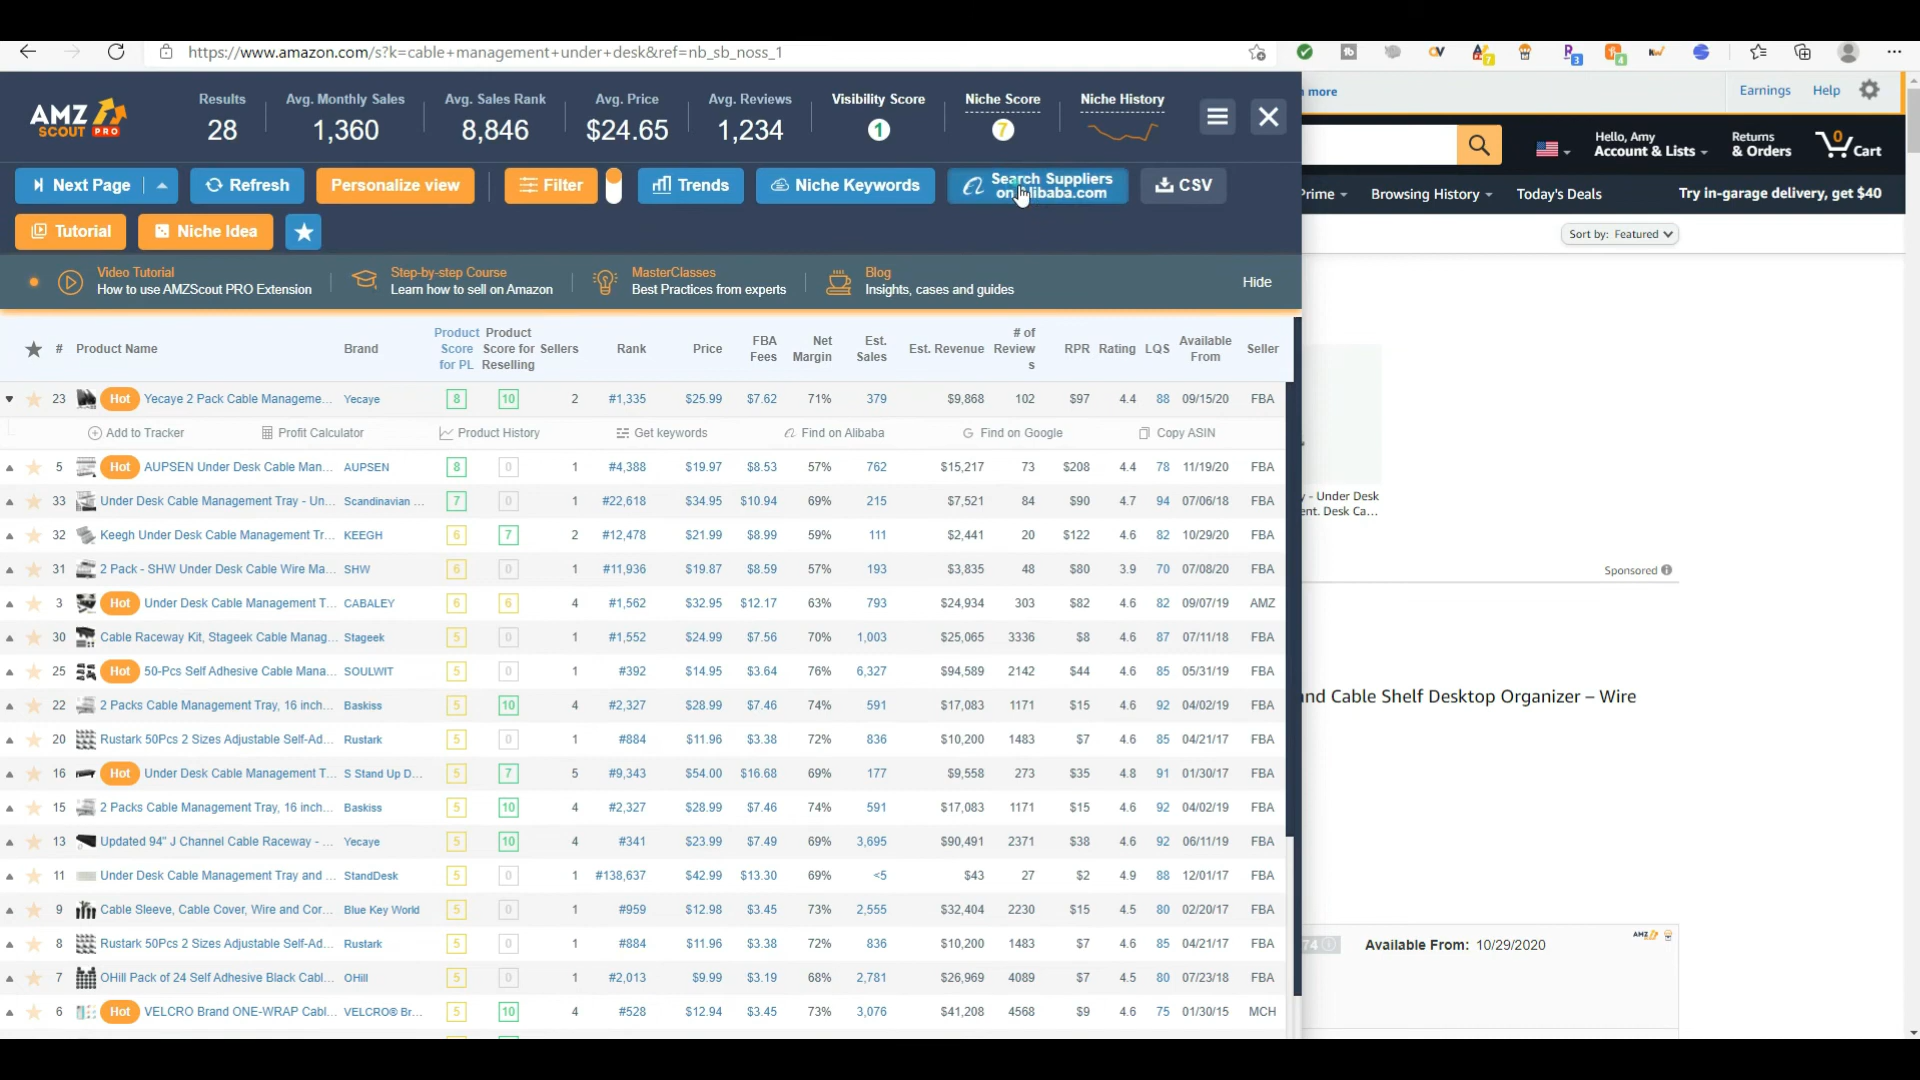 https://www.amazon.com/s?k=cable+management+under+desk&ref=nb_sb_noss_1
AMZ SCOUT PRO
Results 28
Avg. Monthly Sales 1,360
Avg. Sales Rank 8,846
Avg. Price $24.65
Avg. Reviews 1,234
Visibility Score 1
Niche Score 7
Niche History
Next Page
Refresh
Personalize view
Filter
Trends
Niche Keywords
Search Suppliers
CSV
Tutorial
Niche Idea
Video Tutorial
How to use AMZScout PRO Extension
Step-by-step Course
Learn how to sell on Amazon
MasterClasses
Best Practices from experts
Blog
Insights, cases and guides
Hide
# Product Name Brand Product Score for PL Product Score for Reselling Sellers Rank Price FBA Fees Net Margin Est. Sales Est. Revenue # of Reviews RPR Rating LQS Available From Seller
23 Hot Yecaye 2 Pack Cable Manageme... Yecaye 8 10 2 #1,335 $25.99 $7.62 71% 379 $9,868 102 $97 4.4 88 09/15/20 FBA
Add to Tracker Profit Calculator Product History Get keywords Find on Alibaba Find on Google Copy ASIN
5 Hot AUPSEN Under Desk Cable Man... AUPSEN 8 0 1 #4,388 $19.97 $8.53 57% 762 $15,217 73 $208 4.4 78 11/19/20 FBA
33 Under Desk Cable Management Tray - Un... Scandinavian ... 7 0 1 #22,618 $34.95 $10.94 69% 215 $7,521 84 $90 4.7 94 07/06/18 FBA
32 Keegh Under Desk Cable Management Tr... KEEGH 6 7 2 #12,478 $21.99 $8.99 59% 111 $2,441 20 $122 4.6 82 10/29/20 FBA
31 2 Pack - SHW Under Desk Cable Wire Ma... SHW 6 0 1 #11,936 $19.87 $8.59 57% 193 $3,835 48 $80 3.9 70 07/08/20 FBA
3 Hot Under Desk Cable Management T... CABALEY 6 6 4 #1,562 $32.95 $12.17 63% 793 $24,934 303 $82 4.6 82 09/07/19 AMZ
30 Cable Raceway Kit, Stageek Cable Manag... Stageek 5 0 1 #1,552 $24.99 $7.56 70% 1,003 $25,065 3336 $8 4.6 87 07/11/18 FBA
25 Hot 50-Pcs Self Adhesive Cable Mana... SOULWIT 5 0 1 #392 $14.95 $3.64 76% 6,327 $94,589 2142 $44 4.6 85 05/31/19 FBA
22 2 Packs Cable Management Tray, 16 inch... Baskiss 5 10 4 #2,327 $28.99 $7.46 74% 591 $17,083 1171 $15 4.6 92 04/02/19 FBA
20 Rustark 50Pcs 2 Sizes Adjustable Self-Ad... Rustark 5 0 1 #884 $11.96 $3.38 72% 836 $10,200 1483 $7 4.6 85 04/21/17 FBA
16 Hot Under Desk Cable Management T... S Stand Up D... 5 7 5 #9,343 $54.00 $16.68 69% 177 $9,558 273 $35 4.8 91 01/30/17 FBA
15 2 Packs Cable Management Tray, 16 inch... Baskiss 5 10 4 #2,327 $28.99 $7.46 74% 591 $17,083 1171 $15 4.6 92 04/02/19 FBA
13 Updated 94" J Channel Cable Raceway - ... Yecaye 5 10 4 #341 $23.99 $7.49 69% 3,695 $90,491 2371 $38 4.6 92 06/11/19 FBA
11 Under Desk Cable Management Tray and ... StandDesk 5 0 1 #138,637 $42.99 $13.30 69% <5 $43 27 $2 4.9 88 12/01/17 FBA
9 Cable Sleeve, Cable Cover, Wire and Cor... Blue Key World 5 0 1 #959 $12.98 $3.45 73% 2,555 $32,404 2230 $15 4.5 80 02/20/17 FBA
8 Rustark 50Pcs 2 Sizes Adjustable Self-Ad... Rustark 5 0 1 #884 $11.96 $3.38 72% 836 $10,200 1483 $7 4.6 85 04/21/17 FBA
7 OHill Pack of 24 Self Adhesive Black Cabl... OHill 5 0 1 #2,013 $9.99 $3.19 68% 2,781 $26,969 4089 $7 4.5 80 07/23/18 FBA
6 Hot VELCRO Brand ONE-WRAP Cabl... VELCRO® Br... 5 10 4 #528 $12.94 $3.45 73% 3,076 $41,208 4568 $9 4.6 75 01/30/15 MCH
more
Earnings Help
Hello, Amy
Account & Lists
Returns
& Orders
0
Cart
Prime Browsing History Today's Deals
Try in-garage delivery, get $40
Sort by: Featured
y - Under Desk
ent. Desk Ca...
Sponsored
nd Cable Shelf Desktop Organizer – Wire
74
Available From: 10/29/2020
AMZ